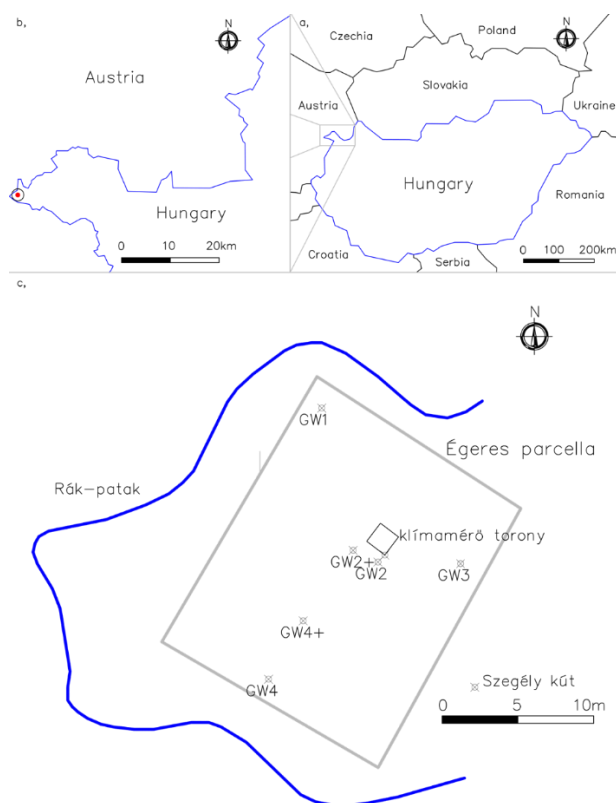 b,
N
Austria
Hungary
0 10 20km
a,
N
Czechia
Poland
Slovakia
Austria
Ukraine
Hungary
Romania
Croatia
Serbia
0 100 200km
c,
N
GW1
Égeres parcella
Rák-patak
klímamérő torony
GW2+
GW2
GW3
GW4+
GW4
Szegély kút
0 5 10m